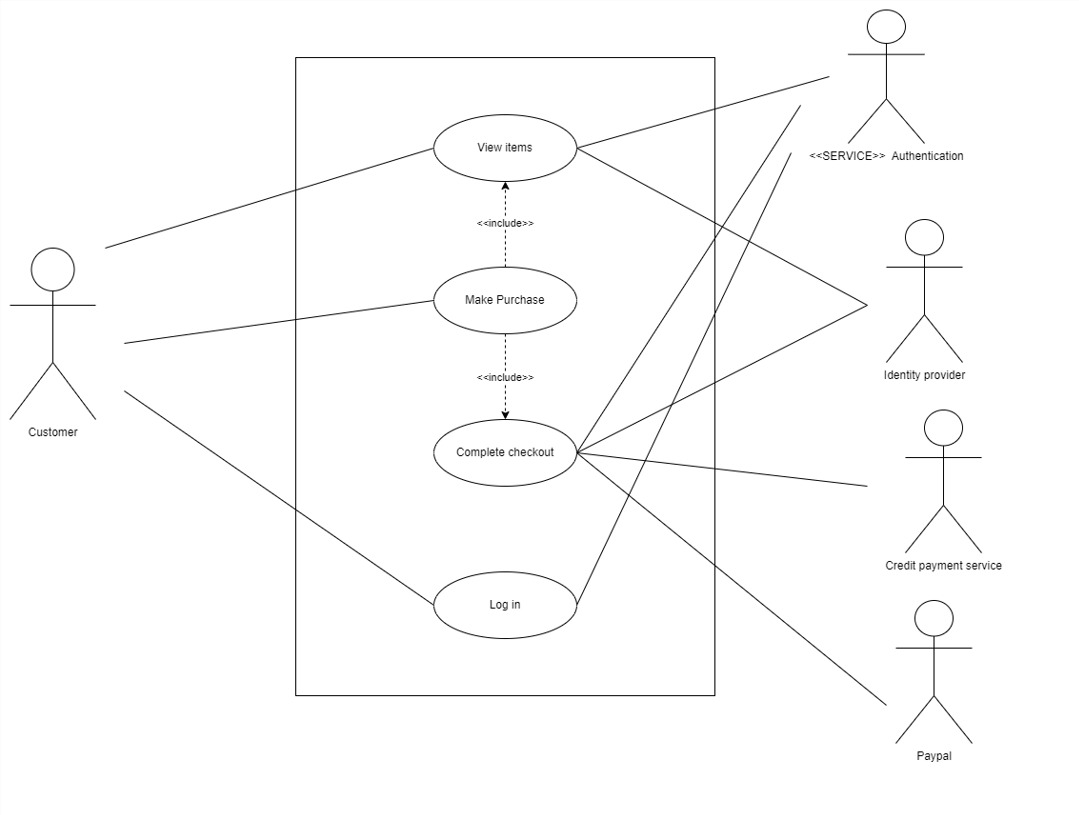 <<SERVICE>> Authentication
View items
<<include>>
Make Purchase
<<include>>
Identity provider
Customer
Complete checkout
Credit payment service
Log in
Paypal